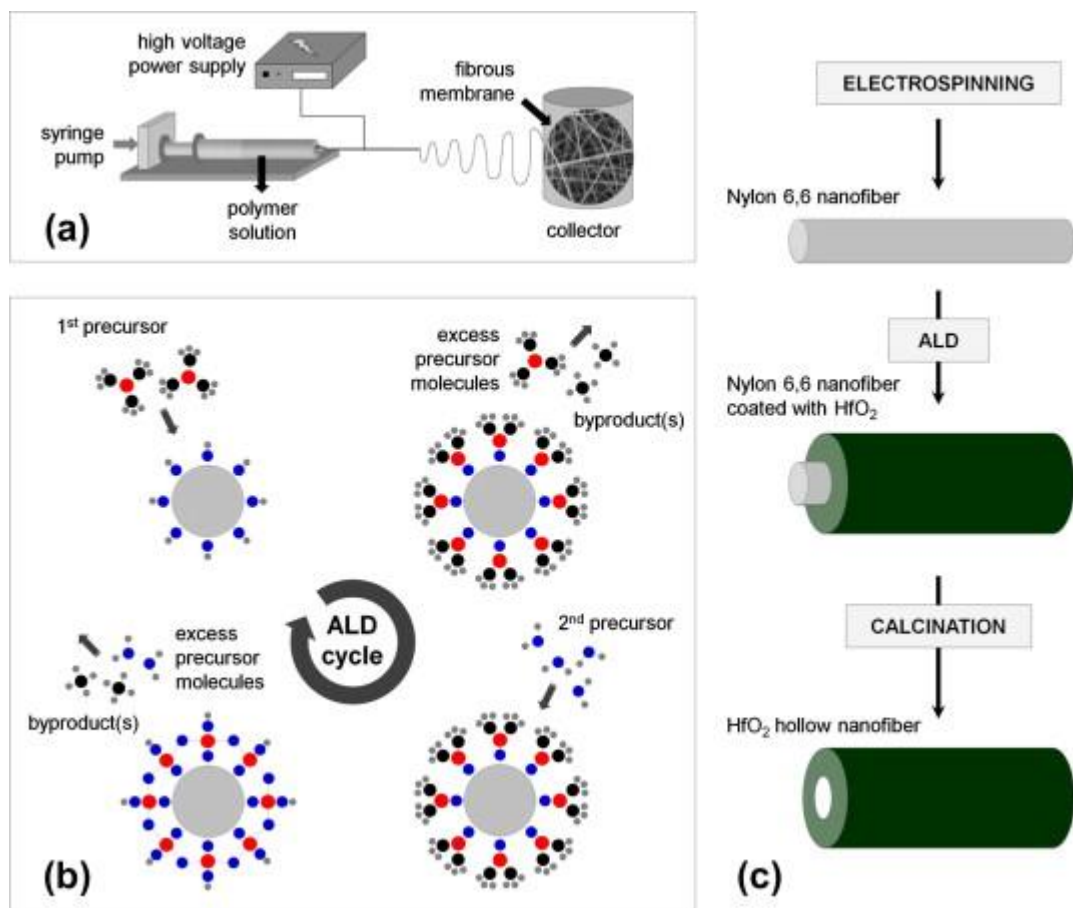 high voltage
power supply
fibrous
membrane
syringe
pump
polymer
solution
collector
(a)
1st precursor
excess
precursor
molecules
byproduct(s)
ALD
cycle
2nd precursor
excess
precursor
molecules
byproduct(s)
(b)
ELECTROSPINNING
Nylon 6,6 nanofiber
ALD
Nylon 6,6 nanofiber
coated with HfO2
CALCINATION
HfO2 hollow nanofiber
(c)